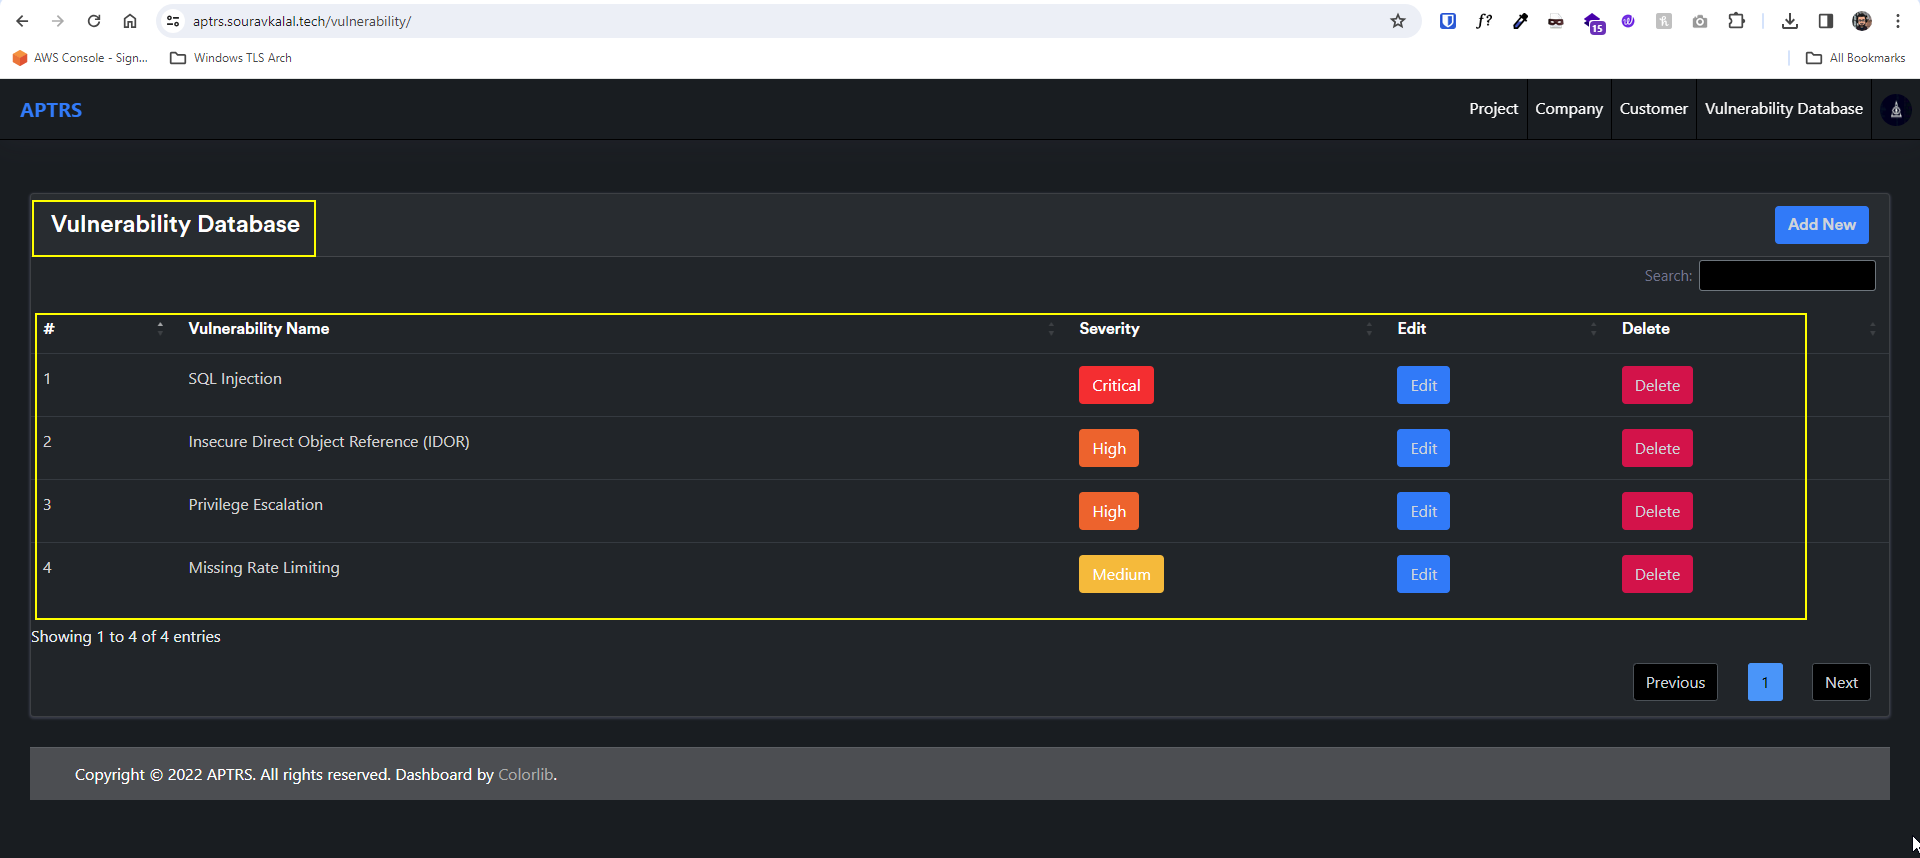 aptrs.souravkalal.tech/vulnerability/
f?
15
AWS Console - Sign...
Windows TLS Arch
All Bookmarks
APTRS
Project Company Customer Vulnerability Database
Vulnerability Database
Add New
Search:
# Vulnerability Name Severity Edit Delete
1 SQL Injection Critical Edit Delete
2 Insecure Direct Object Reference (IDOR) High Edit Delete
3 Privilege Escalation High Edit Delete
4 Missing Rate Limiting Medium Edit Delete
Showing 1 to 4 of 4 entries
Previous 1 Next
Copyright © 2022 APTRS. All rights reserved. Dashboard by Colorlib.